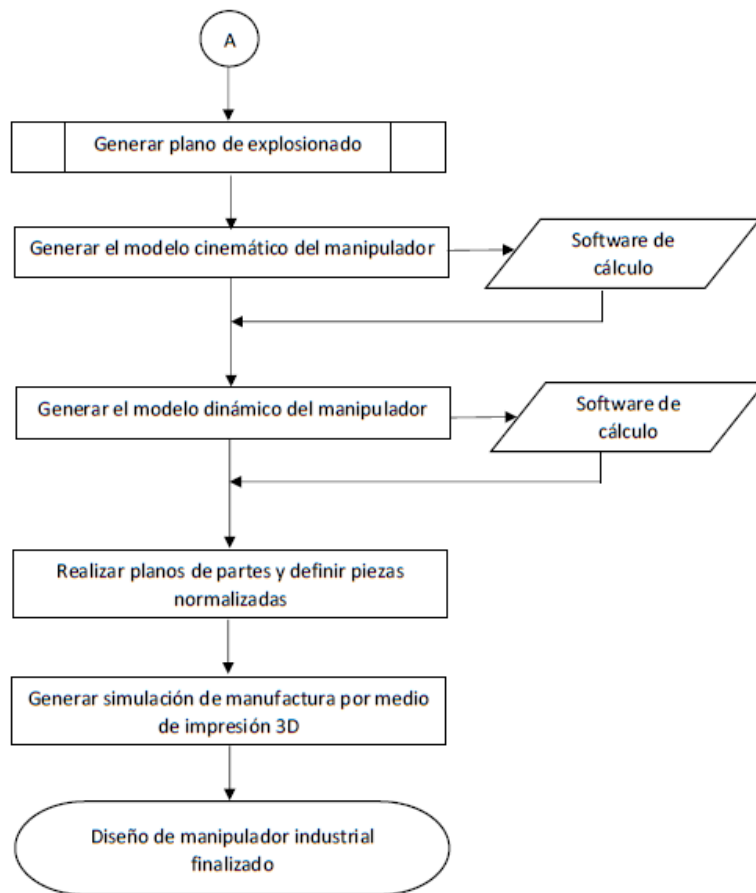 A
Generar plano de explosionado
Generar el modelo cinemático del manipulador
Software de
cálculo
Generar el modelo dinámico del manipulador
Software de
cálculo
Realizar planos de partes y definir piezas
normalizadas
Generar simulación de manufactura por medio
de impresión 3D
Diseño de manipulador industrial
finalizado